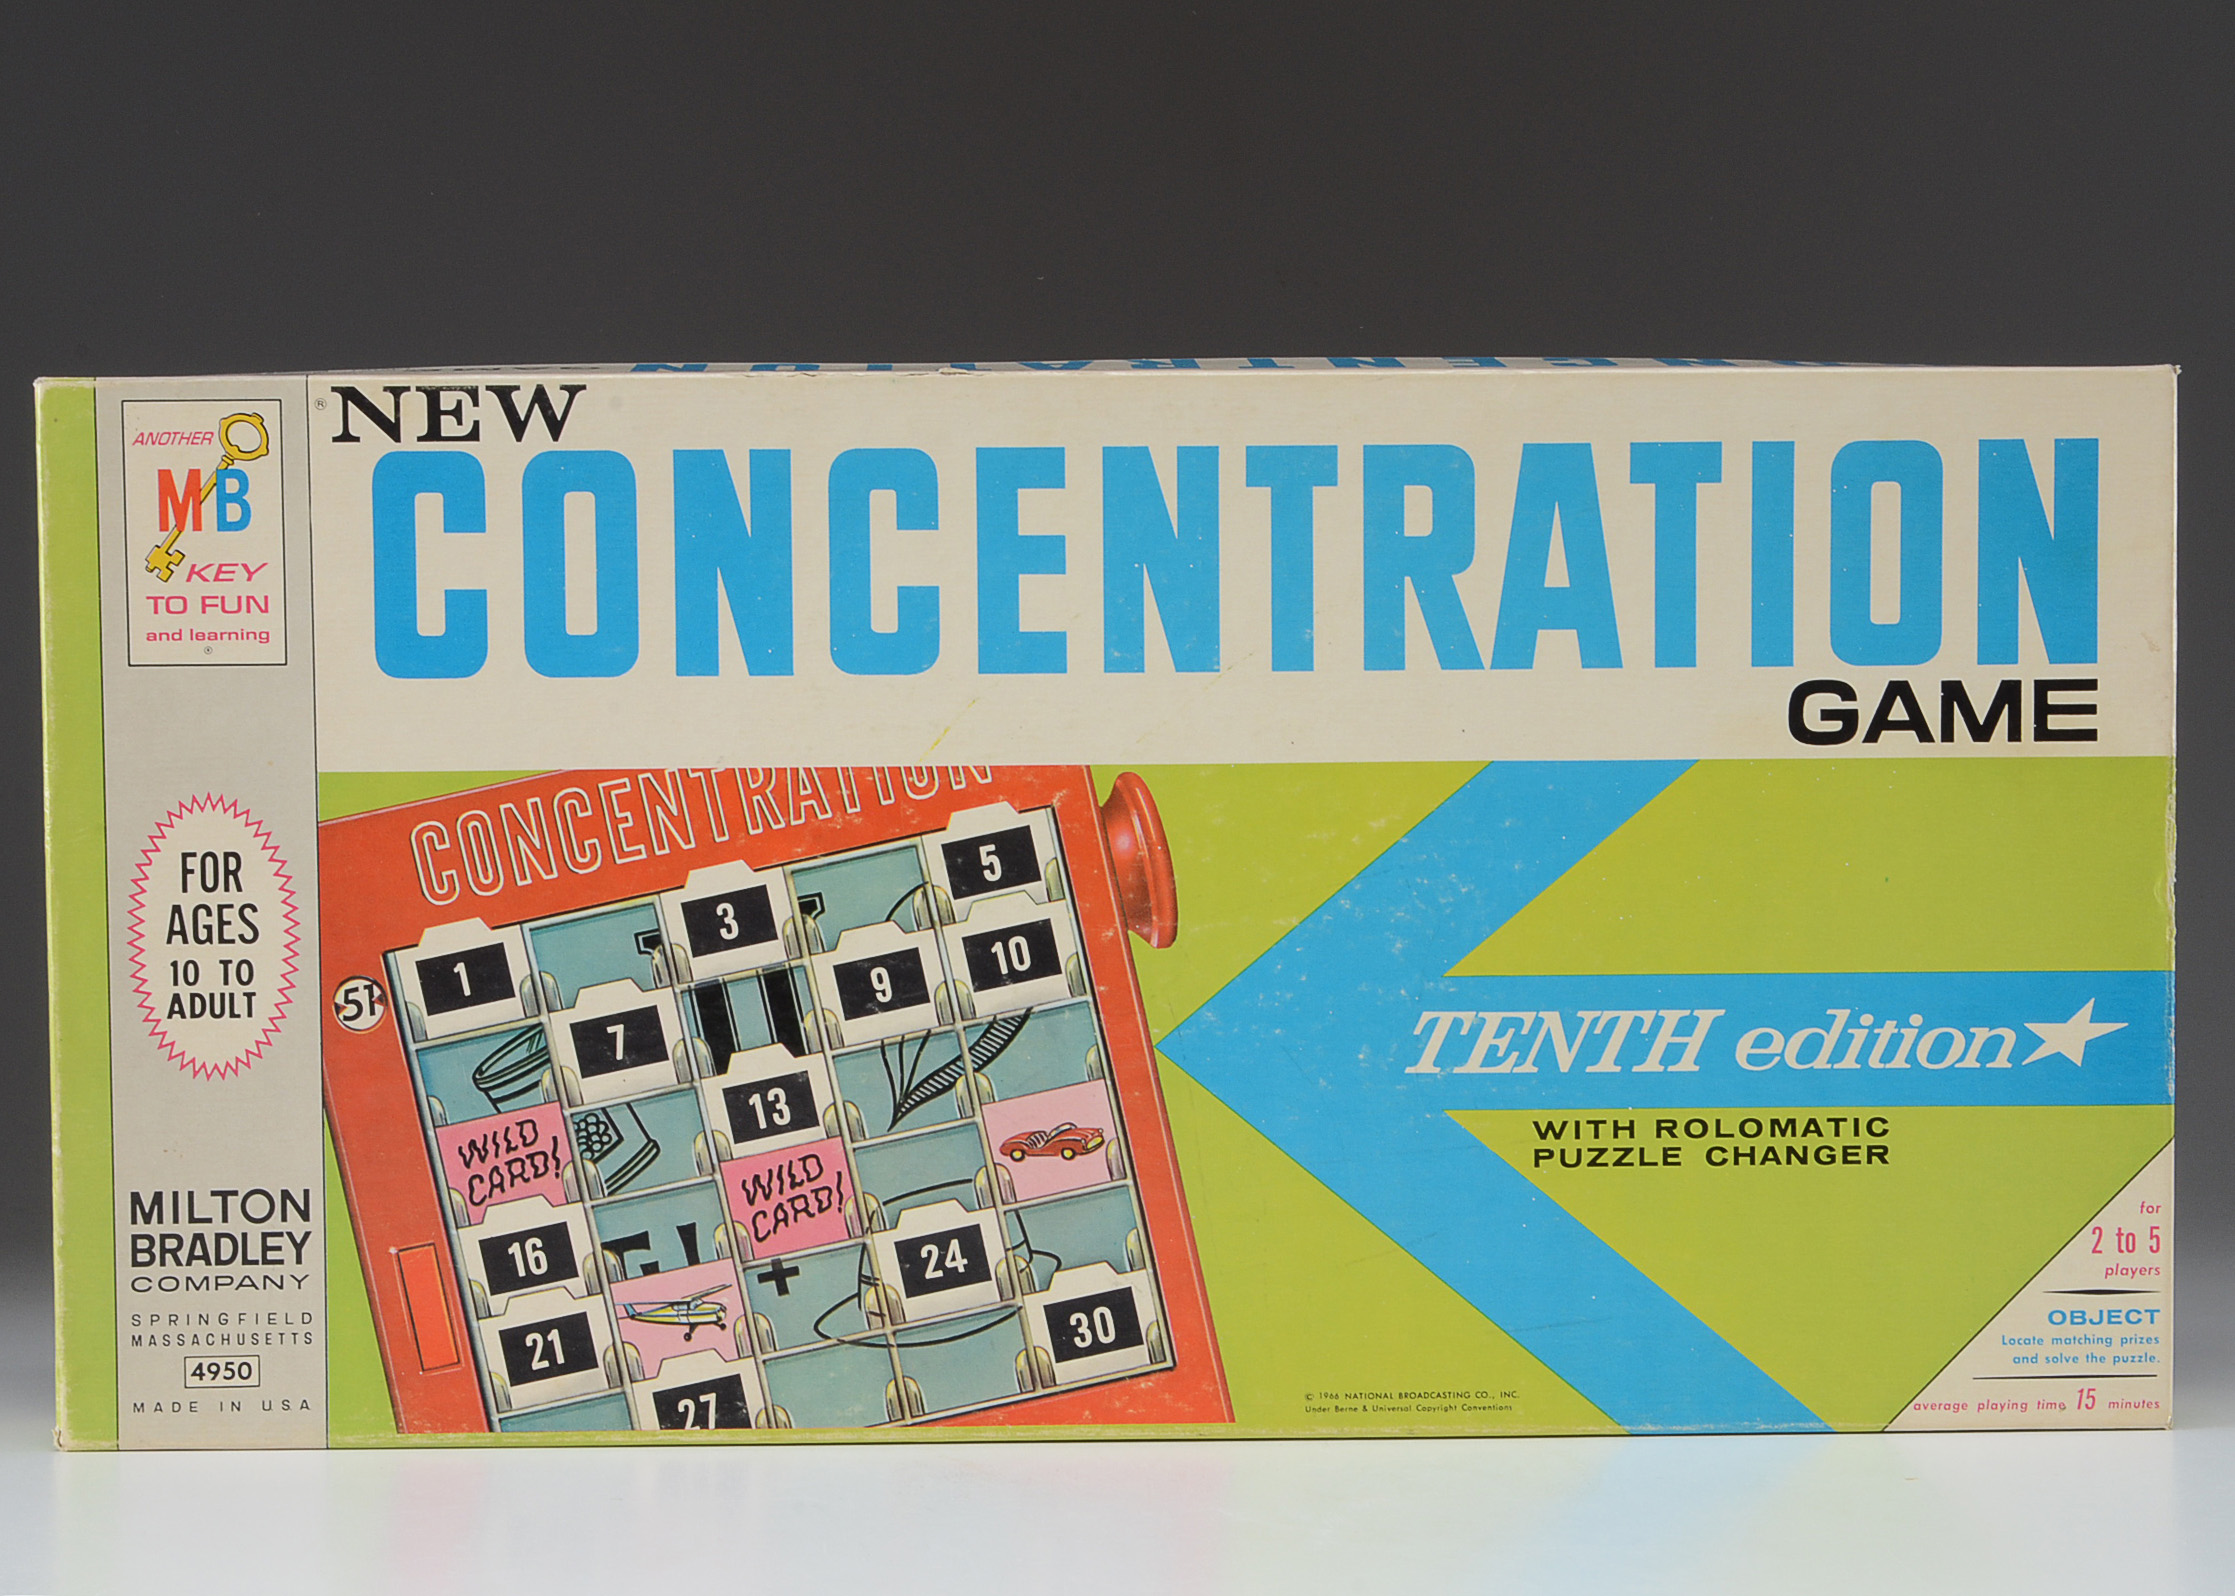 ANOTHER
MB
KEY
TO FUN
and learning
FOR
AGES
10 TO
ADULT
MILTON
BRADLEY
COMPANY
SPRINGFIELD
MASSACHUSETTS
4950
MADE IN U.S.A
® NEW
CONCENTRATION
GAME
CONCENTRATION
51
1
3
5
7
9
10
13
WILD
CARD!
WILD
CARD!
16
24
21
27
30
TENTH edition
WITH ROLOMATIC
PUZZLE CHANGER
for
2 to 5
players
OBJECT
Locate matching prizes
and solve the puzzle.
average playing time 15 minutes
© 1966 NATIONAL BROADCASTING CO., INC.
Under Berne & Universal Copyright Conventions